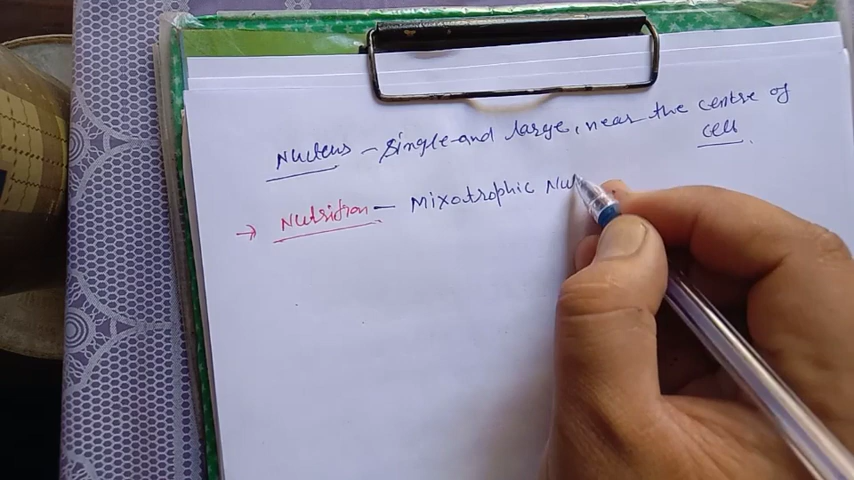 Nucleus - Single and large, near the centre of
cell.
→ Nutrition - Mixotrophic Nu